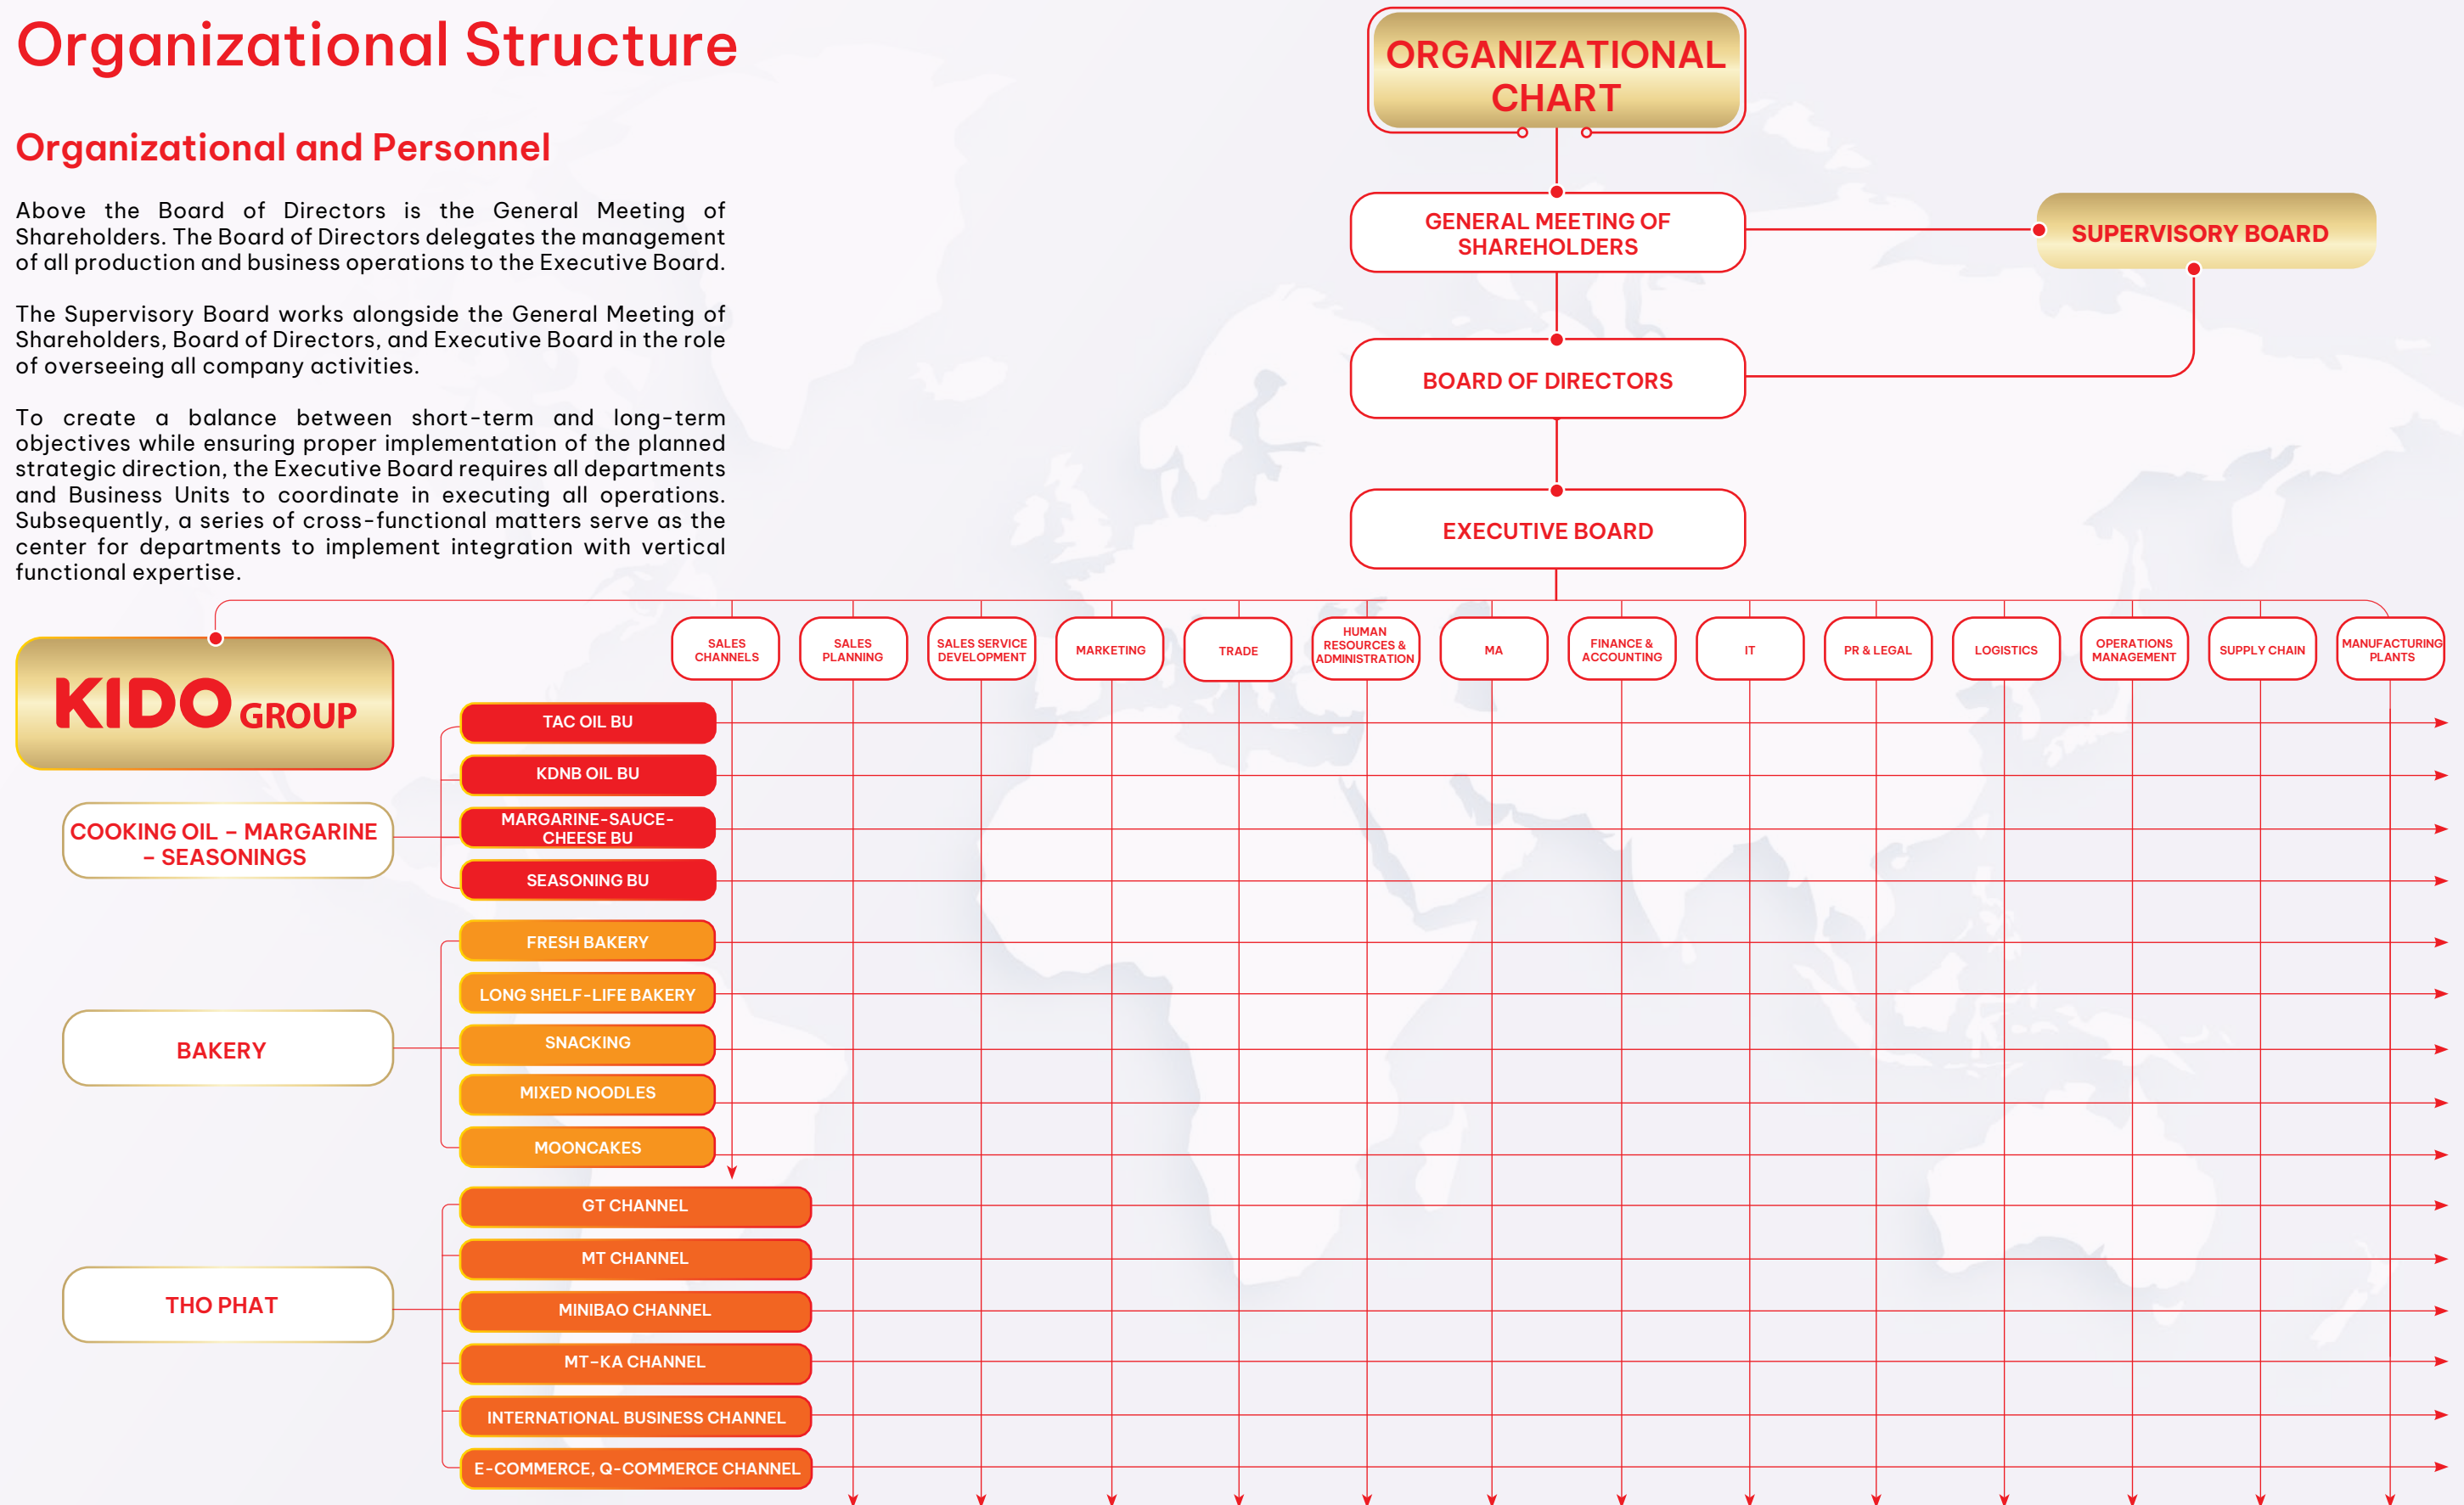 Organizational Structure
Organizational and Personnel
Above the Board of Directors is the General Meeting of
Shareholders. The Board of Directors delegates the management
of all production and business operations to the Executive Board.
The Supervisory Board works alongside the General Meeting of
Shareholders, Board of Directors, and Executive Board in the role
of overseeing all company activities.
To create a balance between short-term and long-term
objectives while ensuring proper implementation of the planned
strategic direction, the Executive Board requires all departments
and Business Units to coordinate in executing all operations.
Subsequently, a series of cross-functional matters serve as the
center for departments to implement integration with vertical
functional expertise.
ORGANIZATIONAL
CHART
GENERAL MEETING OF
SHAREHOLDERS
SUPERVISORY BOARD
BOARD OF DIRECTORS
EXECUTIVE BOARD
SALES
CHANNELS
SALES
PLANNING
SALES SERVICE
DEVELOPMENT
MARKETING
TRADE
HUMAN
RESOURCES &
ADMINISTRATION
MA
FINANCE &
ACCOUNTING
IT
PR & LEGAL
LOGISTICS
OPERATIONS
MANAGEMENT
SUPPLY CHAIN
MANUFACTURING
PLANTS
KIDO GROUP
COOKING OIL – MARGARINE
– SEASONINGS
TAC OIL BU
KDNB OIL BU
MARGARINE-SAUCE-
CHEESE BU
SEASONING BU
BAKERY
FRESH BAKERY
LONG SHELF-LIFE BAKERY
SNACKING
MIXED NOODLES
MOONCAKES
THO PHAT
GT CHANNEL
MT CHANNEL
MINIBAO CHANNEL
MT-KA CHANNEL
INTERNATIONAL BUSINESS CHANNEL
E-COMMERCE, Q-COMMERCE CHANNEL